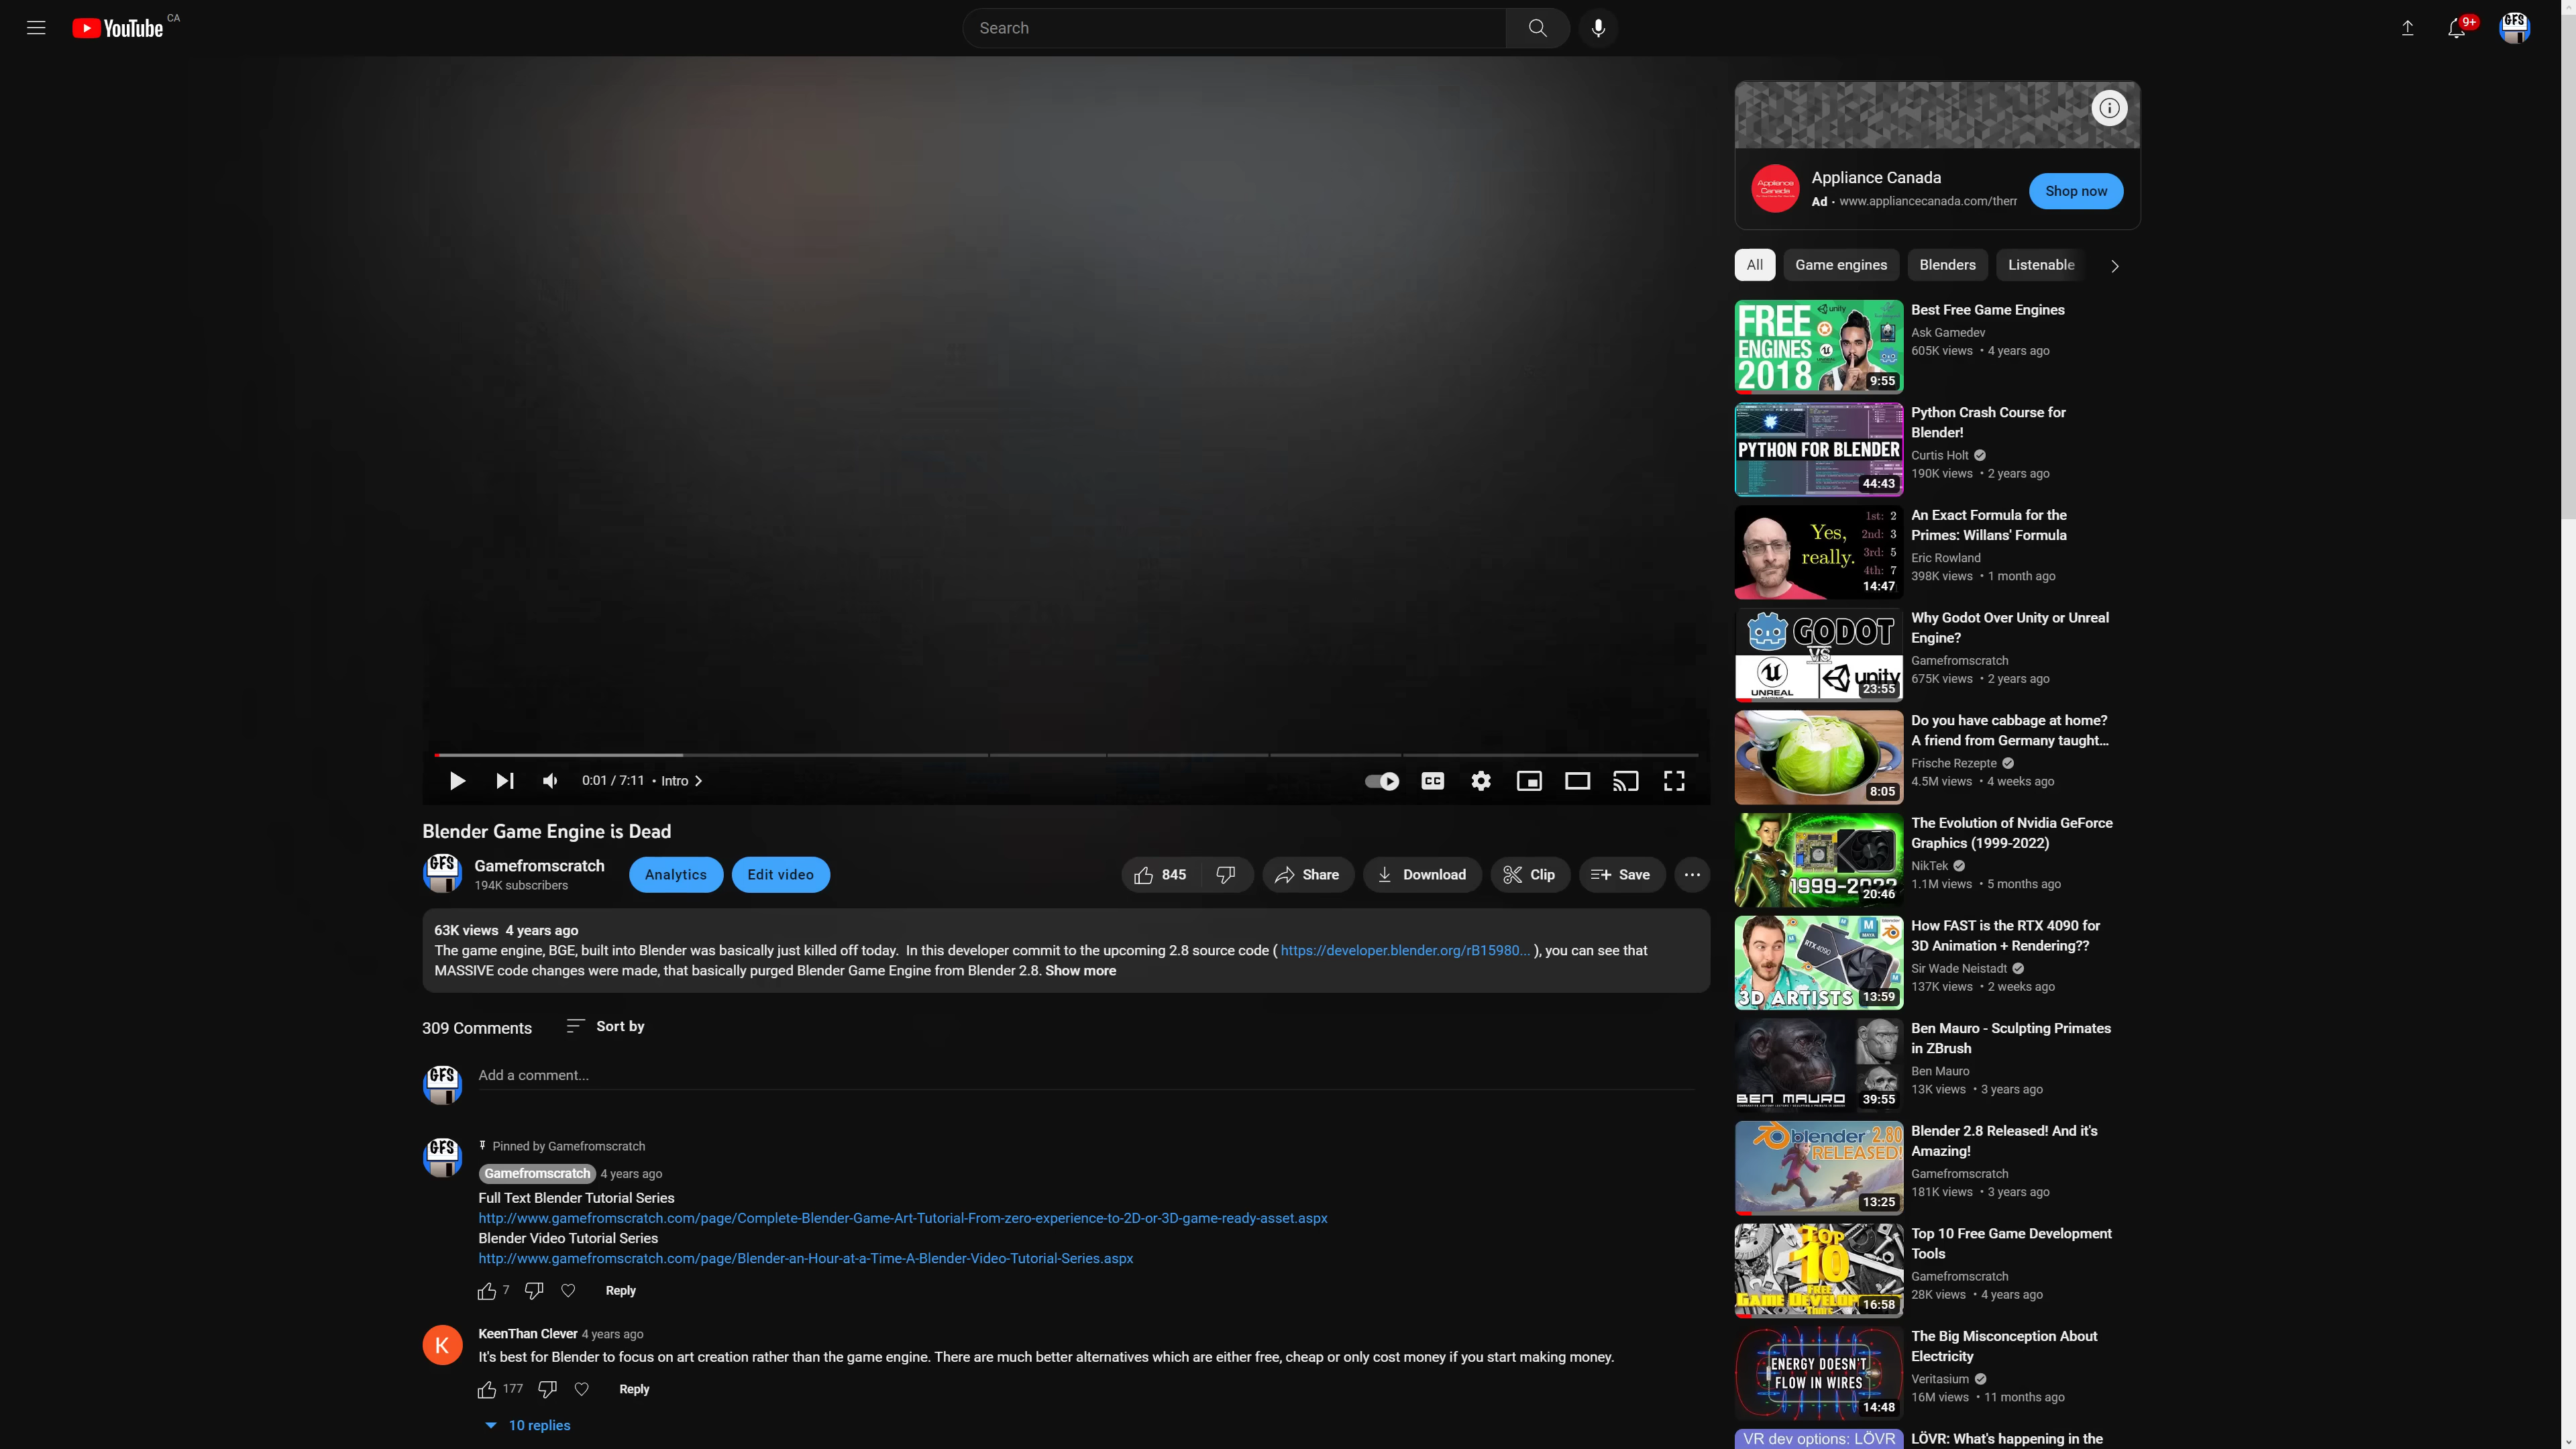 YouTube
CA
Search
9+
GFS
Appliance Canada
Appliance Canada
Ad · www.appliancecanada.com/therr
Shop now
All
Game engines
Blenders
Listenable
FREE
ENGINES
2018
unity
9:55
Best Free Game Engines
Ask Gamedev
605K views • 4 years ago
PYTHON FOR BLENDER
44:43
Python Crash Course for
Blender!
Curtis Holt
190K views • 2 years ago
Yes,
really.
1st: 2
2nd: 3
3rd: 5
4th: 7
14:47
An Exact Formula for the
Primes: Willans' Formula
Eric Rowland
398K views • 1 month ago
GODOT
VS
UNREAL
unity
23:55
Why Godot Over Unity or Unreal
Engine?
Gamefromscratch
675K views • 2 years ago
8:05
Do you have cabbage at home?
A friend from Germany taught...
Frische Rezepte
4.5M views • 4 weeks ago
1999-2022
20:46
The Evolution of Nvidia GeForce
Graphics (1999-2022)
NikTek
1.1M views • 5 months ago
RTX 4090
MAYA
blender
3D ARTISTS
13:59
How FAST is the RTX 4090 for
3D Animation + Rendering??
Sir Wade Neistadt
137K views • 2 weeks ago
BEN MAURO
39:55
Ben Mauro - Sculpting Primates
in ZBrush
Ben Mauro
13K views • 3 years ago
blender 2.80
RELEASED!
13:25
Blender 2.8 Released! And it's
Amazing!
Gamefromscratch
181K views • 3 years ago
TOP
10
FREE
GAME DEVELOP
TOOLS
16:58
Top 10 Free Game Development
Tools
Gamefromscratch
28K views • 4 years ago
ENERGY DOESN'T
FLOW IN WIRES
14:48
The Big Misconception About
Electricity
Veritasium
16M views • 11 months ago
VR dev options: LÖVR
LÖVR: What's happening in the
0:01 / 7:11 • Intro
CC
Blender Game Engine is Dead
GFS
Gamefromscratch
194K subscribers
Analytics
Edit video
845
Share
Download
Clip
Save
63K views 4 years ago
The game engine, BGE, built into Blender was basically just killed off today. In this developer commit to the upcoming 2.8 source code ( https://developer.blender.org/rB15980... ), you can see that
MASSIVE code changes were made, that basically purged Blender Game Engine from Blender 2.8. Show more
309 Comments
Sort by
GFS
Add a comment...
GFS
Pinned by Gamefromscratch
Gamefromscratch 4 years ago
Full Text Blender Tutorial Series
http://www.gamefromscratch.com/page/Complete-Blender-Game-Art-Tutorial-From-zero-experience-to-2D-or-3D-game-ready-asset.aspx
Blender Video Tutorial Series
http://www.gamefromscratch.com/page/Blender-an-Hour-at-a-Time-A-Blender-Video-Tutorial-Series.aspx
7
Reply
K
KeenThan Clever 4 years ago
It's best for Blender to focus on art creation rather than the game engine. There are much better alternatives which are either free, cheap or only cost money if you start making money.
177
Reply
10 replies